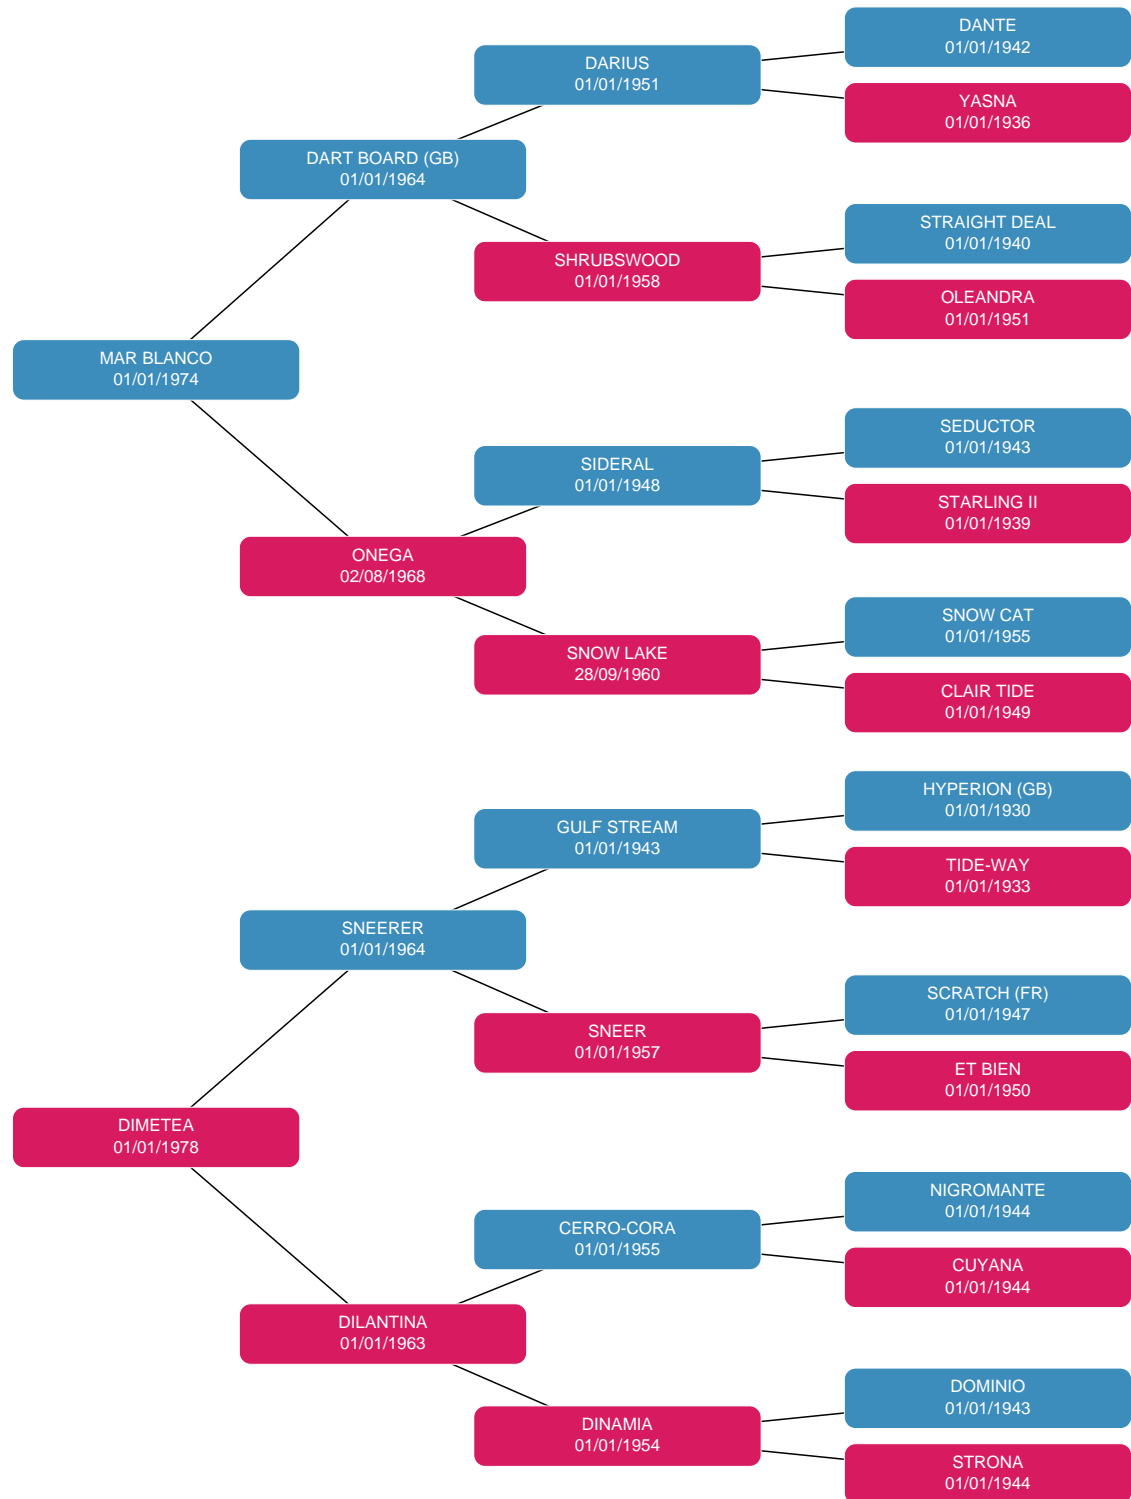 DANTE
01/01/1942
DARIUS
01/01/1951
YASNA
01/01/1936
DART BOARD (GB)
01/01/1964
STRAIGHT DEAL
01/01/1940
SHRUBSWOOD
01/01/1958
OLEANDRA
01/01/1951
MAR BLANCO
01/01/1974
SEDUCTOR
01/01/1943
SIDERAL
01/01/1948
STARLING II
01/01/1939
ONEGA
02/08/1968
SNOW CAT
01/01/1955
SNOW LAKE
28/09/1960
CLAIR TIDE
01/01/1949
HYPERION (GB)
01/01/1930
GULF STREAM
01/01/1943
TIDE-WAY
01/01/1933
SNEERER
01/01/1964
SCRATCH (FR)
01/01/1947
SNEER
01/01/1957
ET BIEN
01/01/1950
DIMETEA
01/01/1978
NIGROMANTE
01/01/1944
CERRO-CORA
01/01/1955
CUYANA
01/01/1944
DILANTINA
01/01/1963
DOMINIO
01/01/1943
DINAMIA
01/01/1954
STRONA
01/01/1944